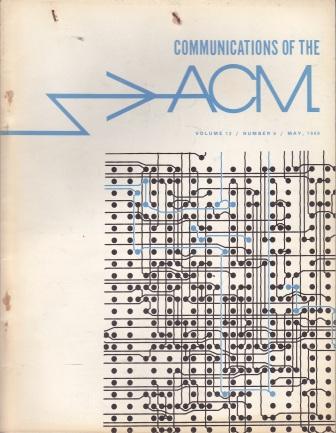 COMMUNICATIONS OF THE
ACM
VOLUME 12 / NUMBER 5 / MAY, 1969